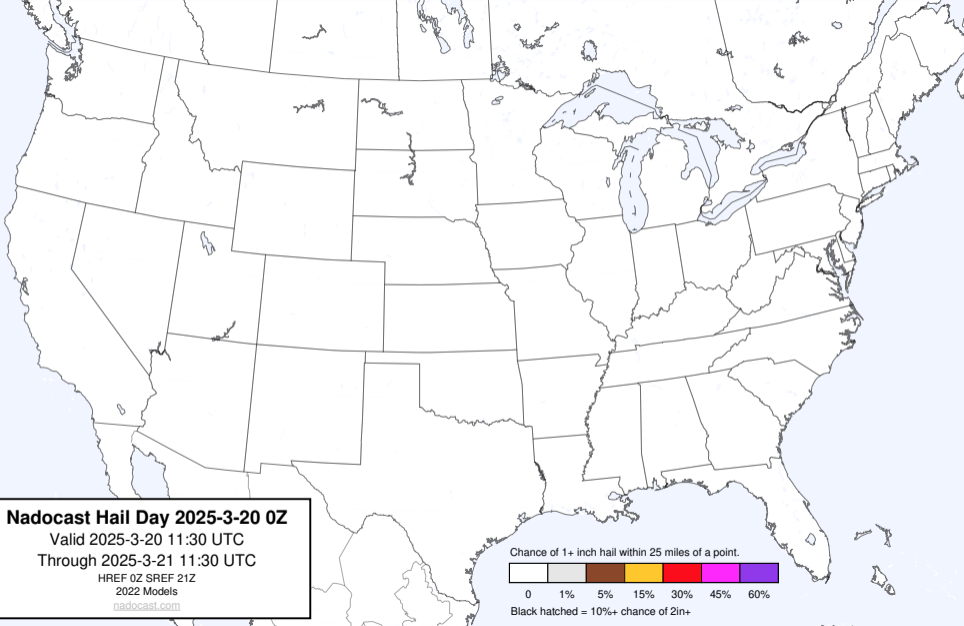 Nadocast Hail Day 2025-3-20 0Z
Valid 2025-3-20 11:30 UTC
Through 2025-3-21 11:30 UTC
HREF 0Z SREF 21Z
2022 Models
nadocast.com
Chance of 1+ inch hail within 25 miles of a point.
0 1% 5% 15% 30% 45% 60%
Black hatched = 10%+ chance of 2in+